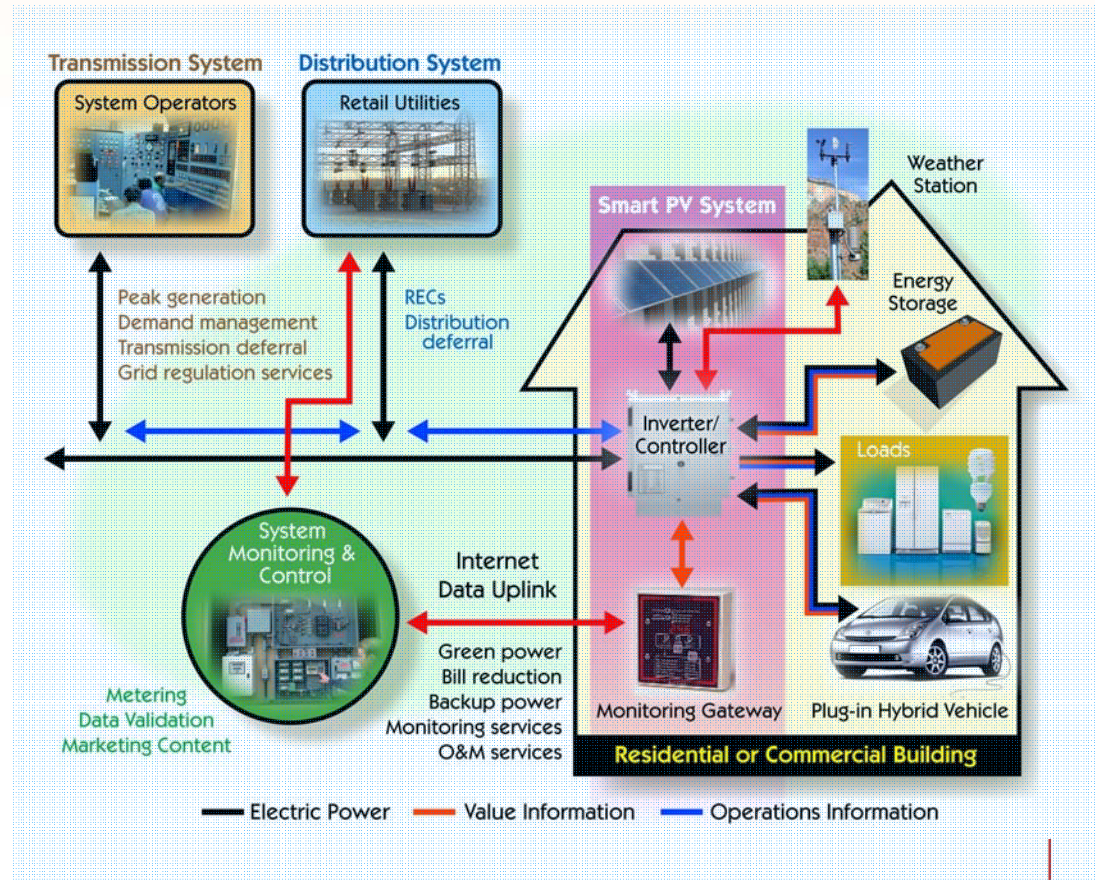 Transmission System
System Operators
Distribution System
Retail Utilities
Peak generation
Demand management
Transmission deferral
Grid regulation services
RECs
Distribution
deferral
Smart PV System
Weather
Station
Energy
Storage
Inverter/
Controller
Loads
System
Monitoring &
Control
Internet
Data Uplink
Green power
Bill reduction
Backup power
Monitoring services
O&M services
Metering
Data Validation
Marketing Content
Monitoring Gateway
Plug-in Hybrid Vehicle
Residential or Commercial Building
Electric Power
Value Information
Operations Information